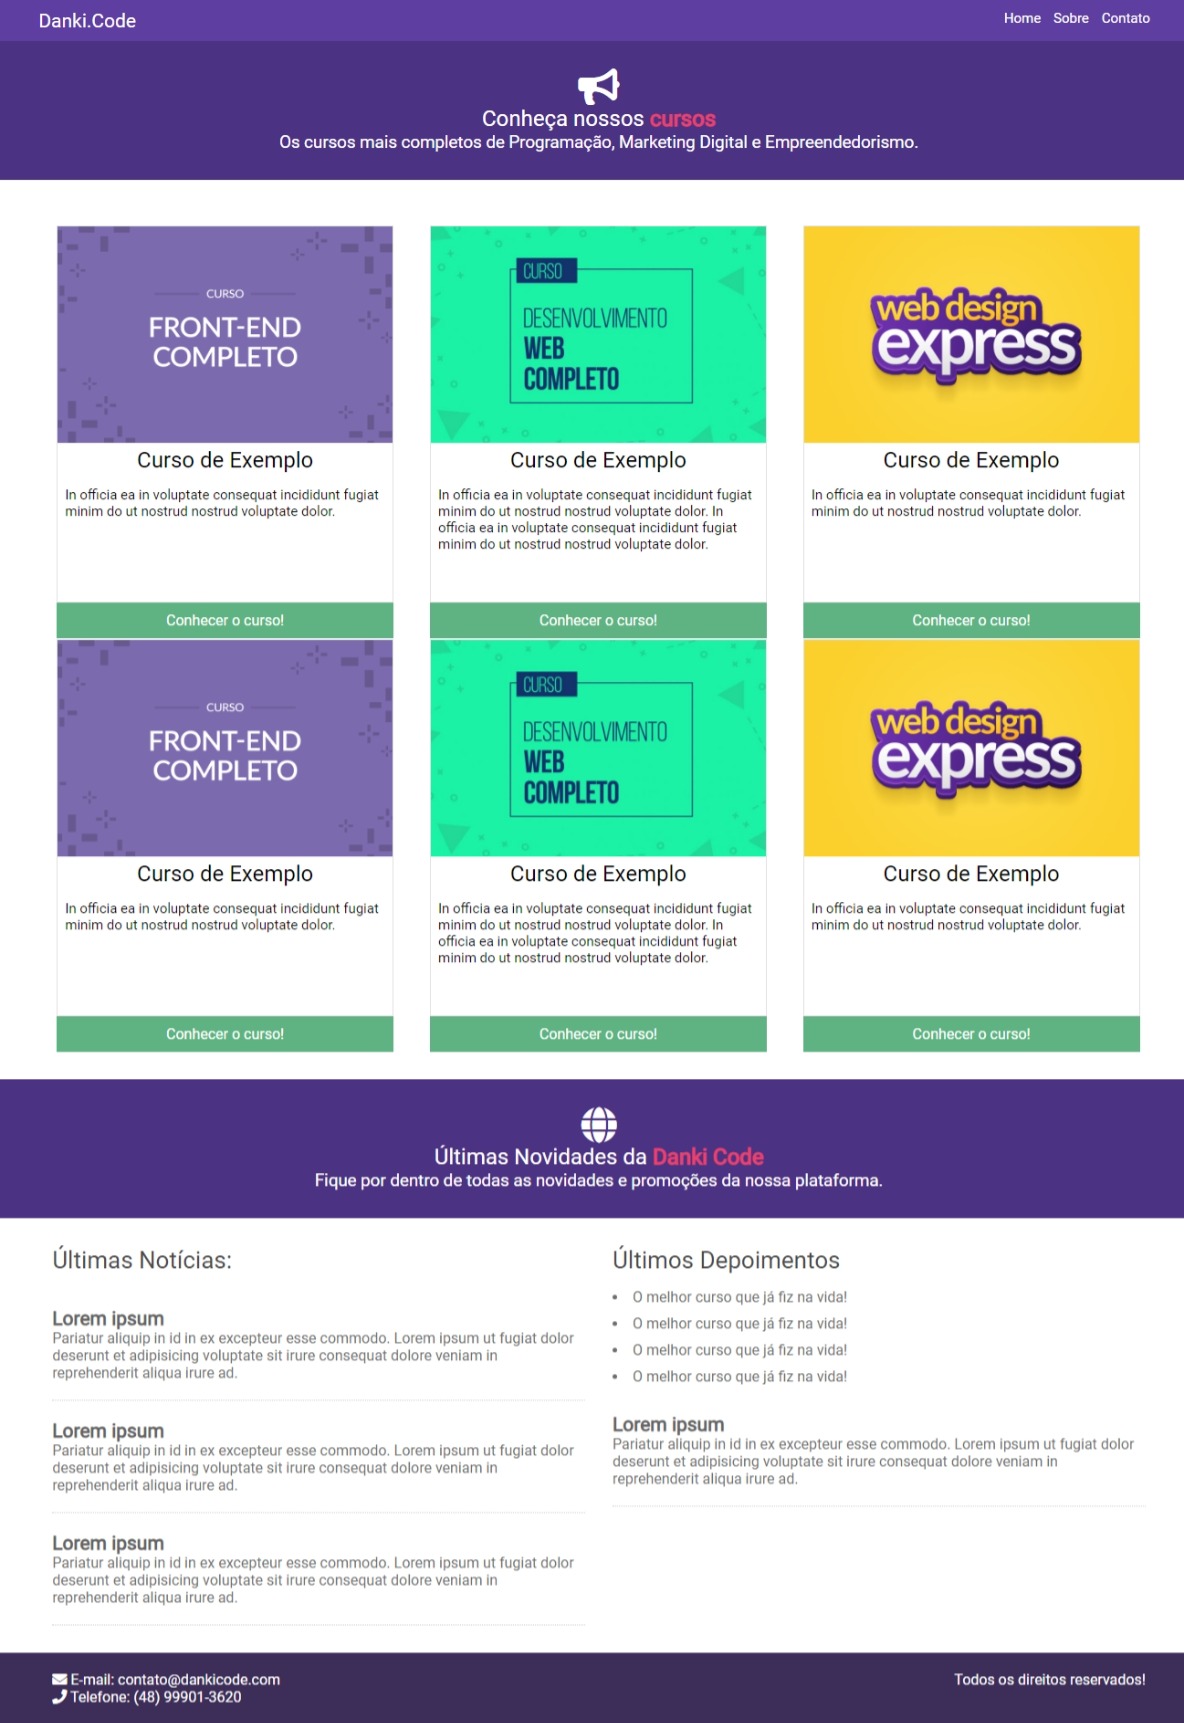 Danki.Code
Home Sobre Contato
Conheça nossos cursos
Os cursos mais completos de Programação, Marketing Digital e Empreendedorismo.
CURSO
FRONT-END
COMPLETO
Curso de Exemplo
In officia ea in voluptate consequat incididunt fugiat
minim do ut nostrud nostrud voluptate dolor.
Conhecer o curso!
CURSO
DESENVOLVIMENTO
WEB
COMPLETO
Curso de Exemplo
In officia ea in voluptate consequat incididunt fugiat
minim do ut nostrud nostrud voluptate dolor. In
officia ea in voluptate consequat incididunt fugiat
minim do ut nostrud nostrud voluptate dolor.
Conhecer o curso!
web design
express
Curso de Exemplo
In officia ea in voluptate consequat incididunt fugiat
minim do ut nostrud nostrud voluptate dolor.
Conhecer o curso!
CURSO
FRONT-END
COMPLETO
Curso de Exemplo
In officia ea in voluptate consequat incididunt fugiat
minim do ut nostrud nostrud voluptate dolor.
Conhecer o curso!
CURSO
DESENVOLVIMENTO
WEB
COMPLETO
Curso de Exemplo
In officia ea in voluptate consequat incididunt fugiat
minim do ut nostrud nostrud voluptate dolor. In
officia ea in voluptate consequat incididunt fugiat
minim do ut nostrud nostrud voluptate dolor.
Conhecer o curso!
web design
express
Curso de Exemplo
In officia ea in voluptate consequat incididunt fugiat
minim do ut nostrud nostrud voluptate dolor.
Conhecer o curso!
Últimas Novidades da Danki Code
Fique por dentro de todas as novidades e promoções da nossa plataforma.
Últimas Notícias:
Lorem ipsum
Pariatur aliquip in id in ex excepteur esse commodo. Lorem ipsum ut fugiat dolor
deserunt et adipisicing voluptate sit irure consequat dolore veniam in
reprehenderit aliqua irure ad.
Lorem ipsum
Pariatur aliquip in id in ex excepteur esse commodo. Lorem ipsum ut fugiat dolor
deserunt et adipisicing voluptate sit irure consequat dolore veniam in
reprehenderit aliqua irure ad.
Lorem ipsum
Pariatur aliquip in id in ex excepteur esse commodo. Lorem ipsum ut fugiat dolor
deserunt et adipisicing voluptate sit irure consequat dolore veniam in
reprehenderit aliqua irure ad.
Últimos Depoimentos
• O melhor curso que já fiz na vida!
• O melhor curso que já fiz na vida!
• O melhor curso que já fiz na vida!
• O melhor curso que já fiz na vida!
Lorem ipsum
Pariatur aliquip in id in ex excepteur esse commodo. Lorem ipsum ut fugiat dolor
deserunt et adipisicing voluptate sit irure consequat dolore veniam in
reprehenderit aliqua irure ad.
E-mail: contato@dankicode.com
Telefone: (48) 99901-3620
Todos os direitos reservados!